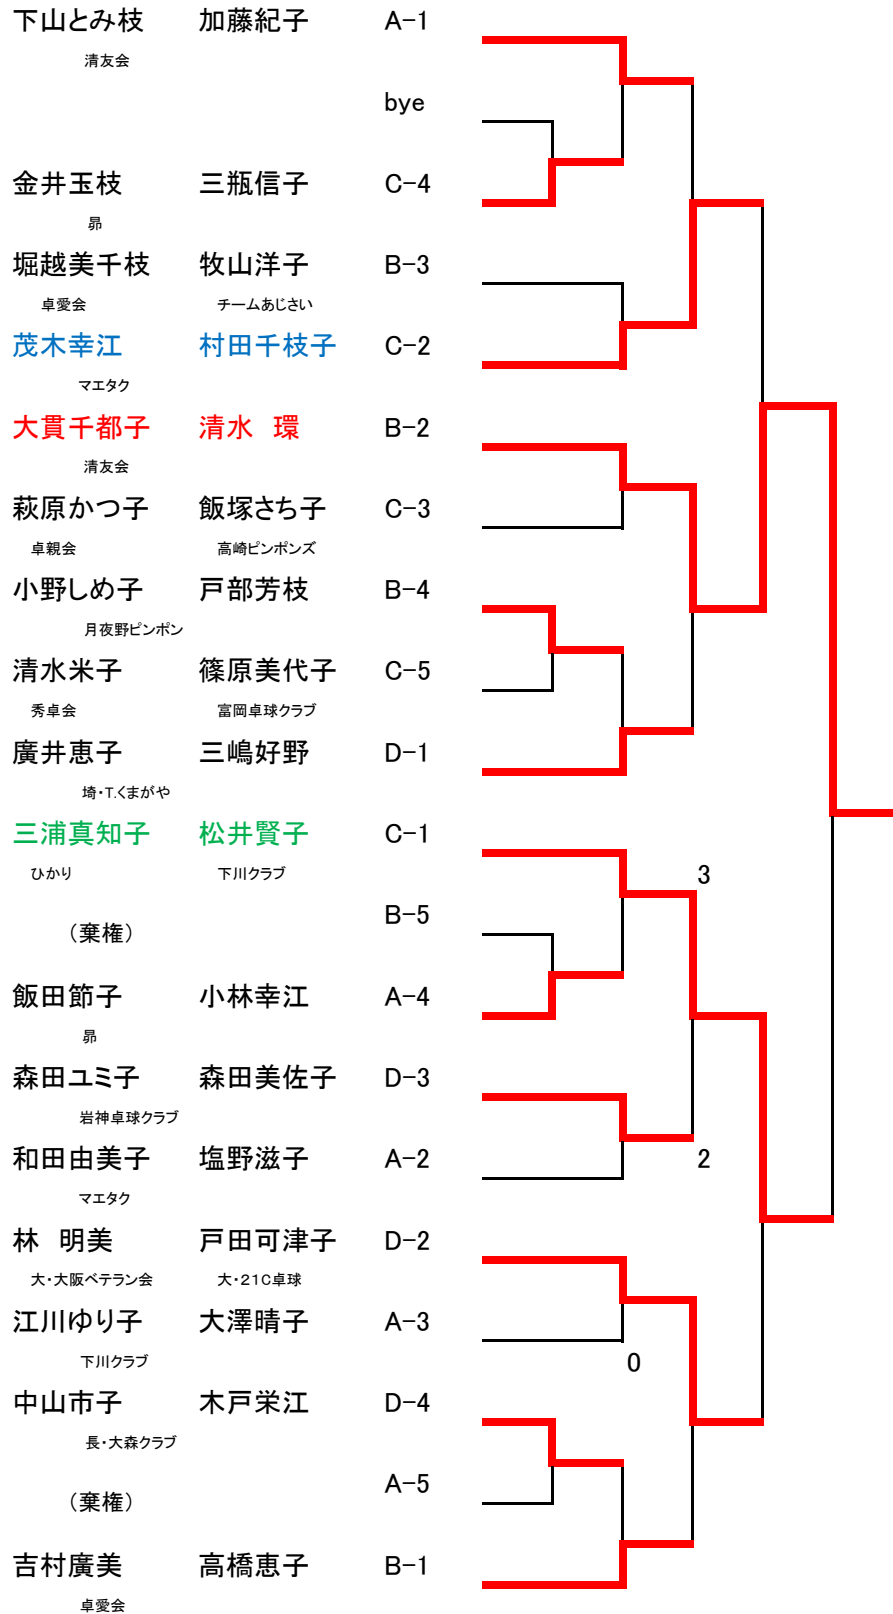 下山とみ枝 加藤紀子 A-1
清友会
bye
金井玉枝 三瓶信子 C-4
昴
堀越美千枝 牧山洋子 B-3
卓愛会 チームあじさい
茂木幸江 村田千枝子 C-2
マエタク
大貫千都子 清水 環 B-2
清友会
萩原かつ子 飯塚さち子 C-3
卓親会 高崎ピンポンズ
小野しめ子 戸部芳枝 B-4
月夜野ピンポン
清水米子 篠原美代子 C-5
秀卓会 富岡卓球クラブ
廣井恵子 三嶋好野 D-1
埼・T.くまがや
三浦真知子 松井賢子 C-1
ひかり 下川クラブ 3
B-5
（棄権）
飯田節子 小林幸江 A-4
昴
森田ユミ子 森田美佐子 D-3
岩神卓球クラブ
和田由美子 塩野滋子 A-2 2
マエタク
林 明美 戸田可津子 D-2
大・大阪ベテラン会 大・21C卓球
江川ゆり子 大澤晴子 A-3
下川クラブ 0
中山市子 木戸栄江 D-4
長・大森クラブ
A-5
（棄権）
吉村廣美 高橋恵子 B-1
卓愛会